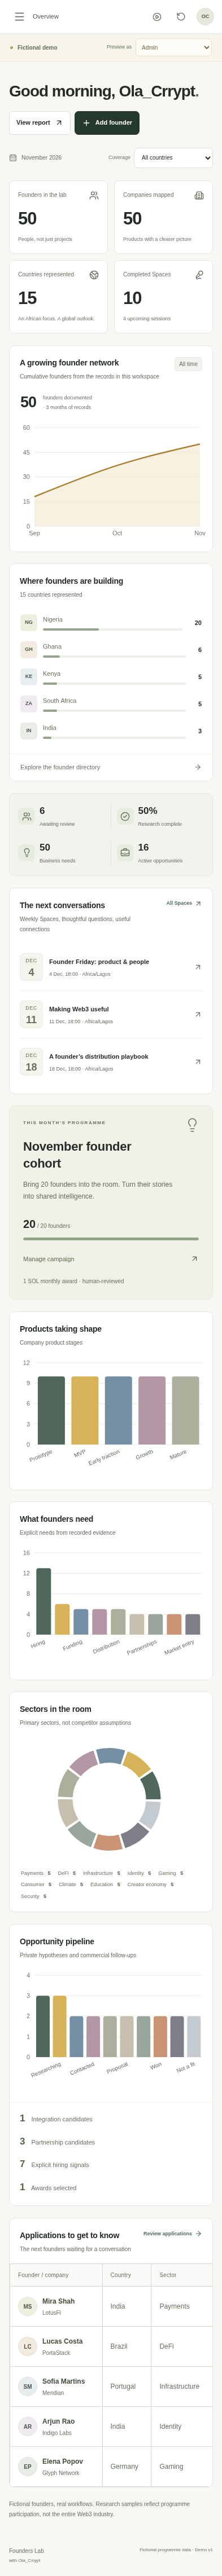 Overview
OC
Fictional demo
Preview as
Admin
Good morning, Ola_Crrypt.
View report
Add founder
November 2026
Coverage
All countries
Founders in the lab
50
People, not just projects
Companies mapped
50
Products with a clearer picture
Countries represented
15
An African focus. A global outlook.
Completed Spaces
10
4 upcoming sessions
A growing founder network
All time
Cumulative founders from the records in this workspace
50
founders documented
· 3 months of records
60
45
30
15
0
Sep
Oct
Nov
Where founders are building
15 countries represented
NG
Nigeria
20
GH
Ghana
6
KE
Kenya
5
ZA
South Africa
5
IN
India
3
Explore the founder directory
6
Awaiting review
50%
Research complete
50
Business needs
16
Active opportunities
The next conversations
All Spaces
Weekly Spaces, thoughtful questions, useful
connections
DEC
4
Founder Friday: product & people
4 Dec, 18:00 · Africa/Lagos
DEC
11
Making Web3 useful
11 Dec, 18:00 · Africa/Lagos
DEC
18
A founder's distribution playbook
18 Dec, 18:00 · Africa/Lagos
THIS MONTH'S PROGRAMME
November founder
cohort
Bring 20 founders into the room. Turn their stories
into shared intelligence.
20 / 20 founders
Manage campaign
1 SOL monthly award · human-reviewed
Products taking shape
Company product stages
12
9
6
3
0
Prototype
MVP
Early traction
Growth
Mature
What founders need
Explicit needs from recorded evidence
16
12
8
4
0
Hiring
Funding
Distribution
Partnerships
Market entry
Sectors in the room
Primary sectors, not competitor assumptions
Payments 5 DeFi 5 Infrastructure 5 Identity 5 Gaming 5
Consumer 5 Climate 5 Education 5 Creator economy 5
Security 5
Opportunity pipeline
Private hypotheses and commercial follow-ups
4
3
2
1
0
Researching
Contacted
Proposal
Won
Not a fit
1 Integration candidates
3 Partnership candidates
7 Explicit hiring signals
1 Awards selected
Applications to get to know
Review applications
The next founders waiting for a conversation
Founder / company
Country
Sector
MS
Mira Shah
LotusFi
India
Payments
LC
Lucas Costa
PortaStack
Brazil
DeFi
SM
Sofia Martins
Meridian
Portugal
Infrastructure
AR
Arjun Rao
Indigo Labs
India
Identity
EP
Elena Popov
Glyph Network
Germany
Gaming
Fictional founders, real workflows. Research samples reflect programme
participation, not the entire Web3 industry.
Founders Lab
with Ola_Crrypt
Fictional programme data · Demo v1